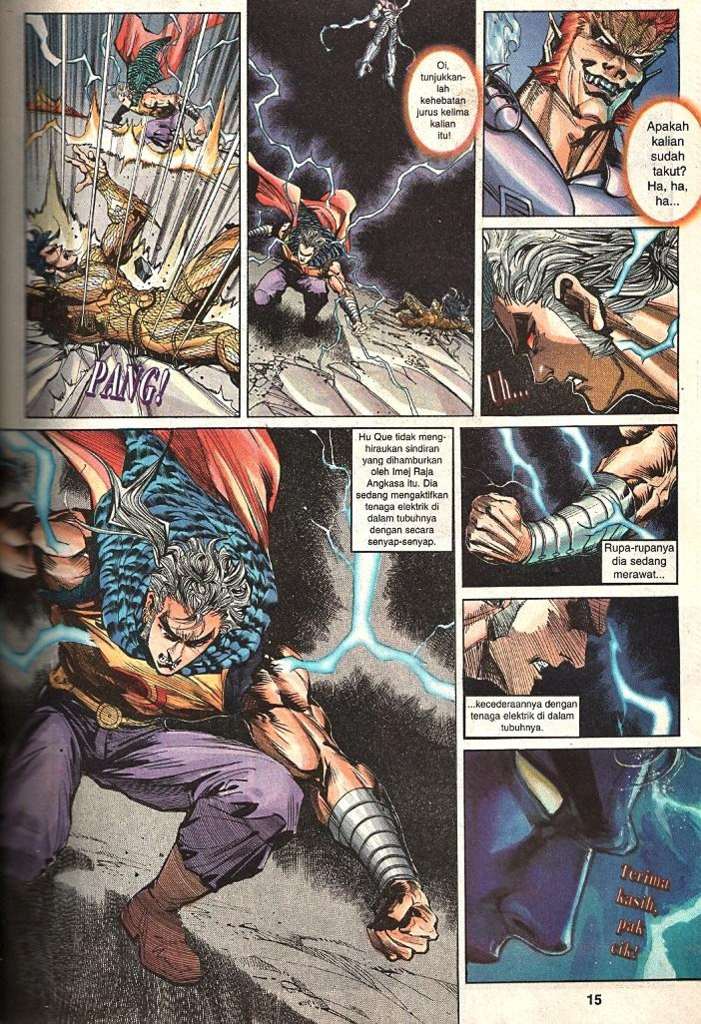 PANG!
Oi,
tunjukkan-
lah
kehebatan
jurus kelima
kalian
itu!
Apakah
kalian
sudah
takut?
Ha, ha,
ha...
Uh...
Hu Que tidak meng-
hiraukan sindiran
yang dihamburkan
oleh Imej Raja
Angkasa itu. Dia
sedang mengaktifkan
tenaga elektrik di
dalam tubuhnya
dengan secara
senyap-senyap.
Rupa-rupanya
dia sedang
merawat...
...kecederaannya dengan
tenaga elektrik di dalam
tubuhnya.
Terima
kasih,
pak
cik!
15